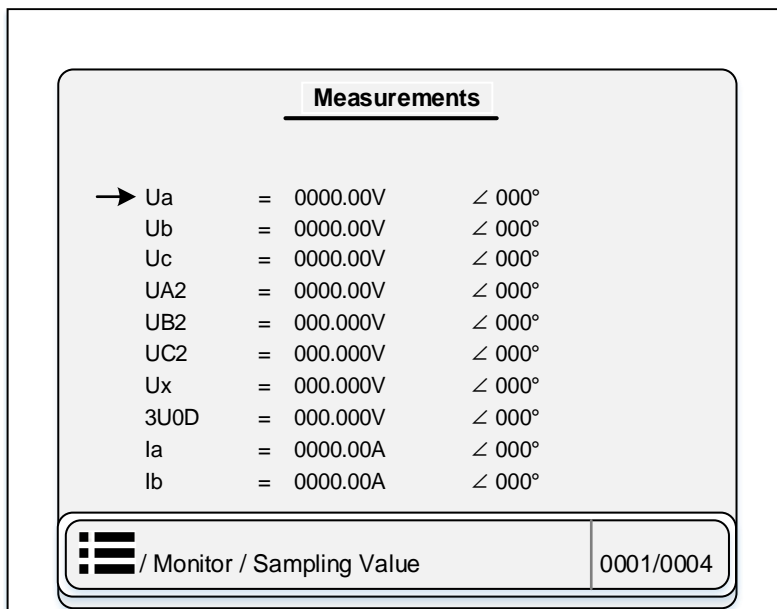 Measurements
Ua = 0000.00V ∠ 000°
Ub = 0000.00V ∠ 000°
Uc = 0000.00V ∠ 000°
UA2 = 0000.00V ∠ 000°
UB2 = 000.000V ∠ 000°
UC2 = 000.000V ∠ 000°
Ux = 000.000V ∠ 000°
3U0D = 000.000V ∠ 000°
Ia = 0000.00A ∠ 000°
Ib = 0000.00A ∠ 000°
/ Monitor / Sampling Value 0001/0004